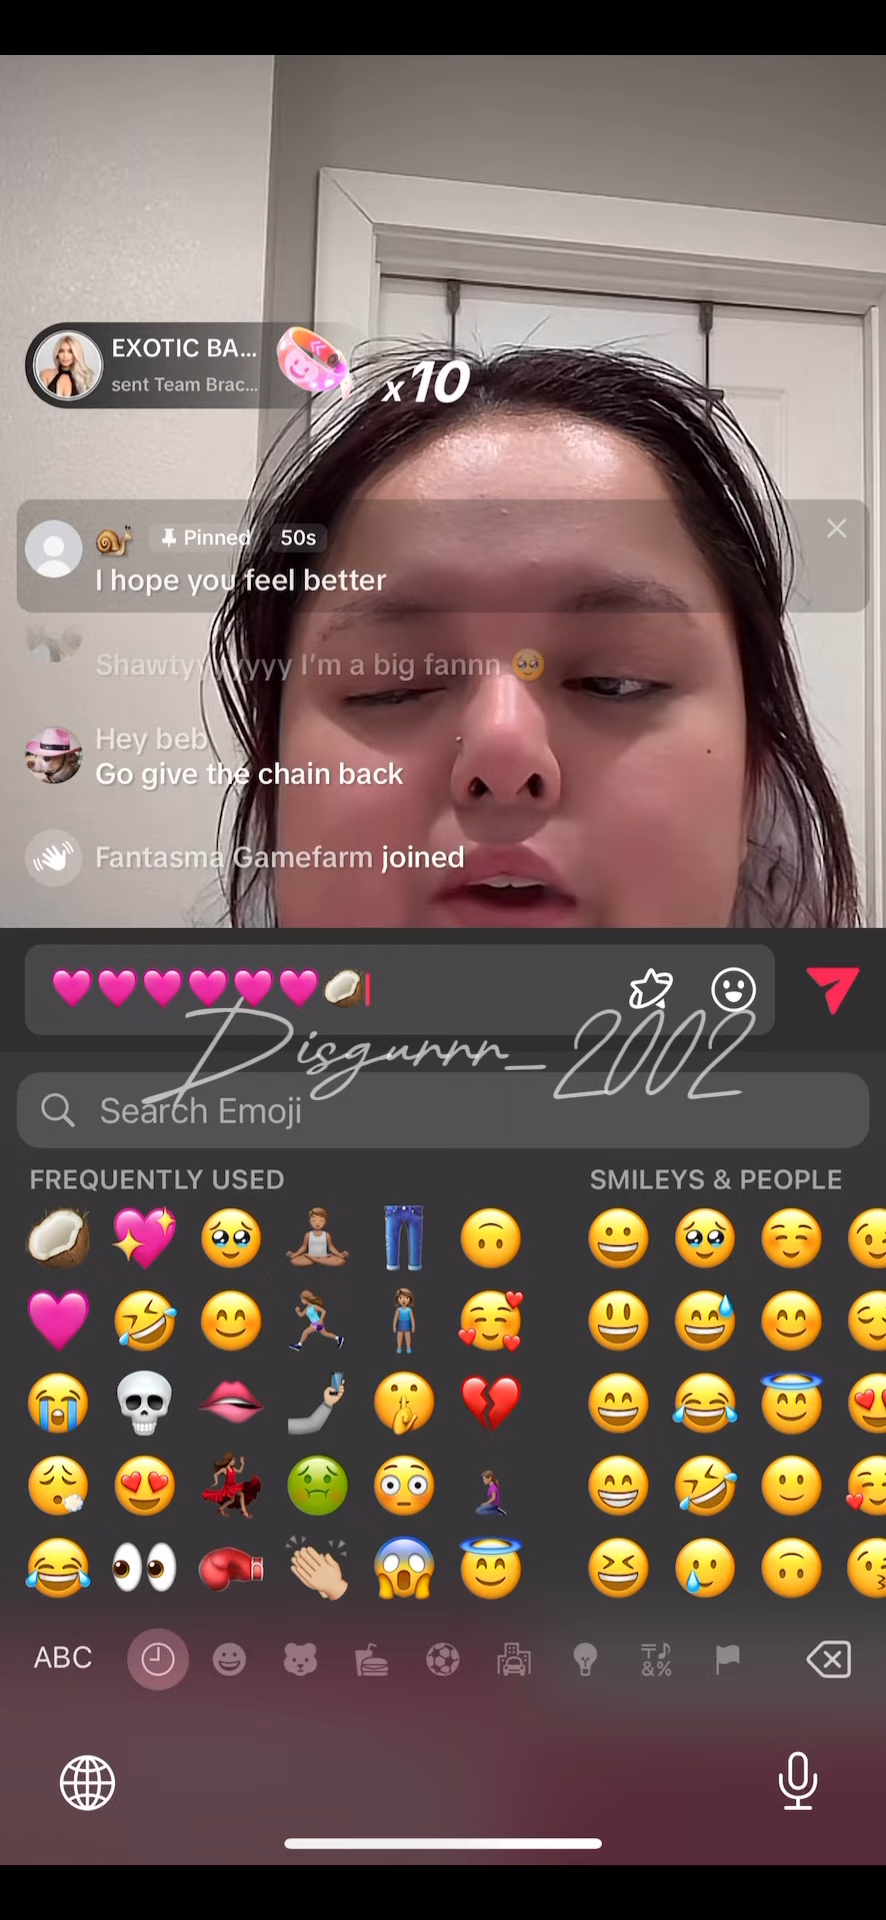 EXOTIC BA...
sent Team Brac...
x10
🐌 Pinned 50s
I hope you feel better
Shawtyyyyyyy I'm a big fannn 🥹
Hey beb
Go give the chain back
Fantasma Gamefarm joined
🩷🩷🩷🩷🩷🩷🥥
Disgunnn_2002
Search Emoji
FREQUENTLY USED
SMILEYS & PEOPLE
ABC